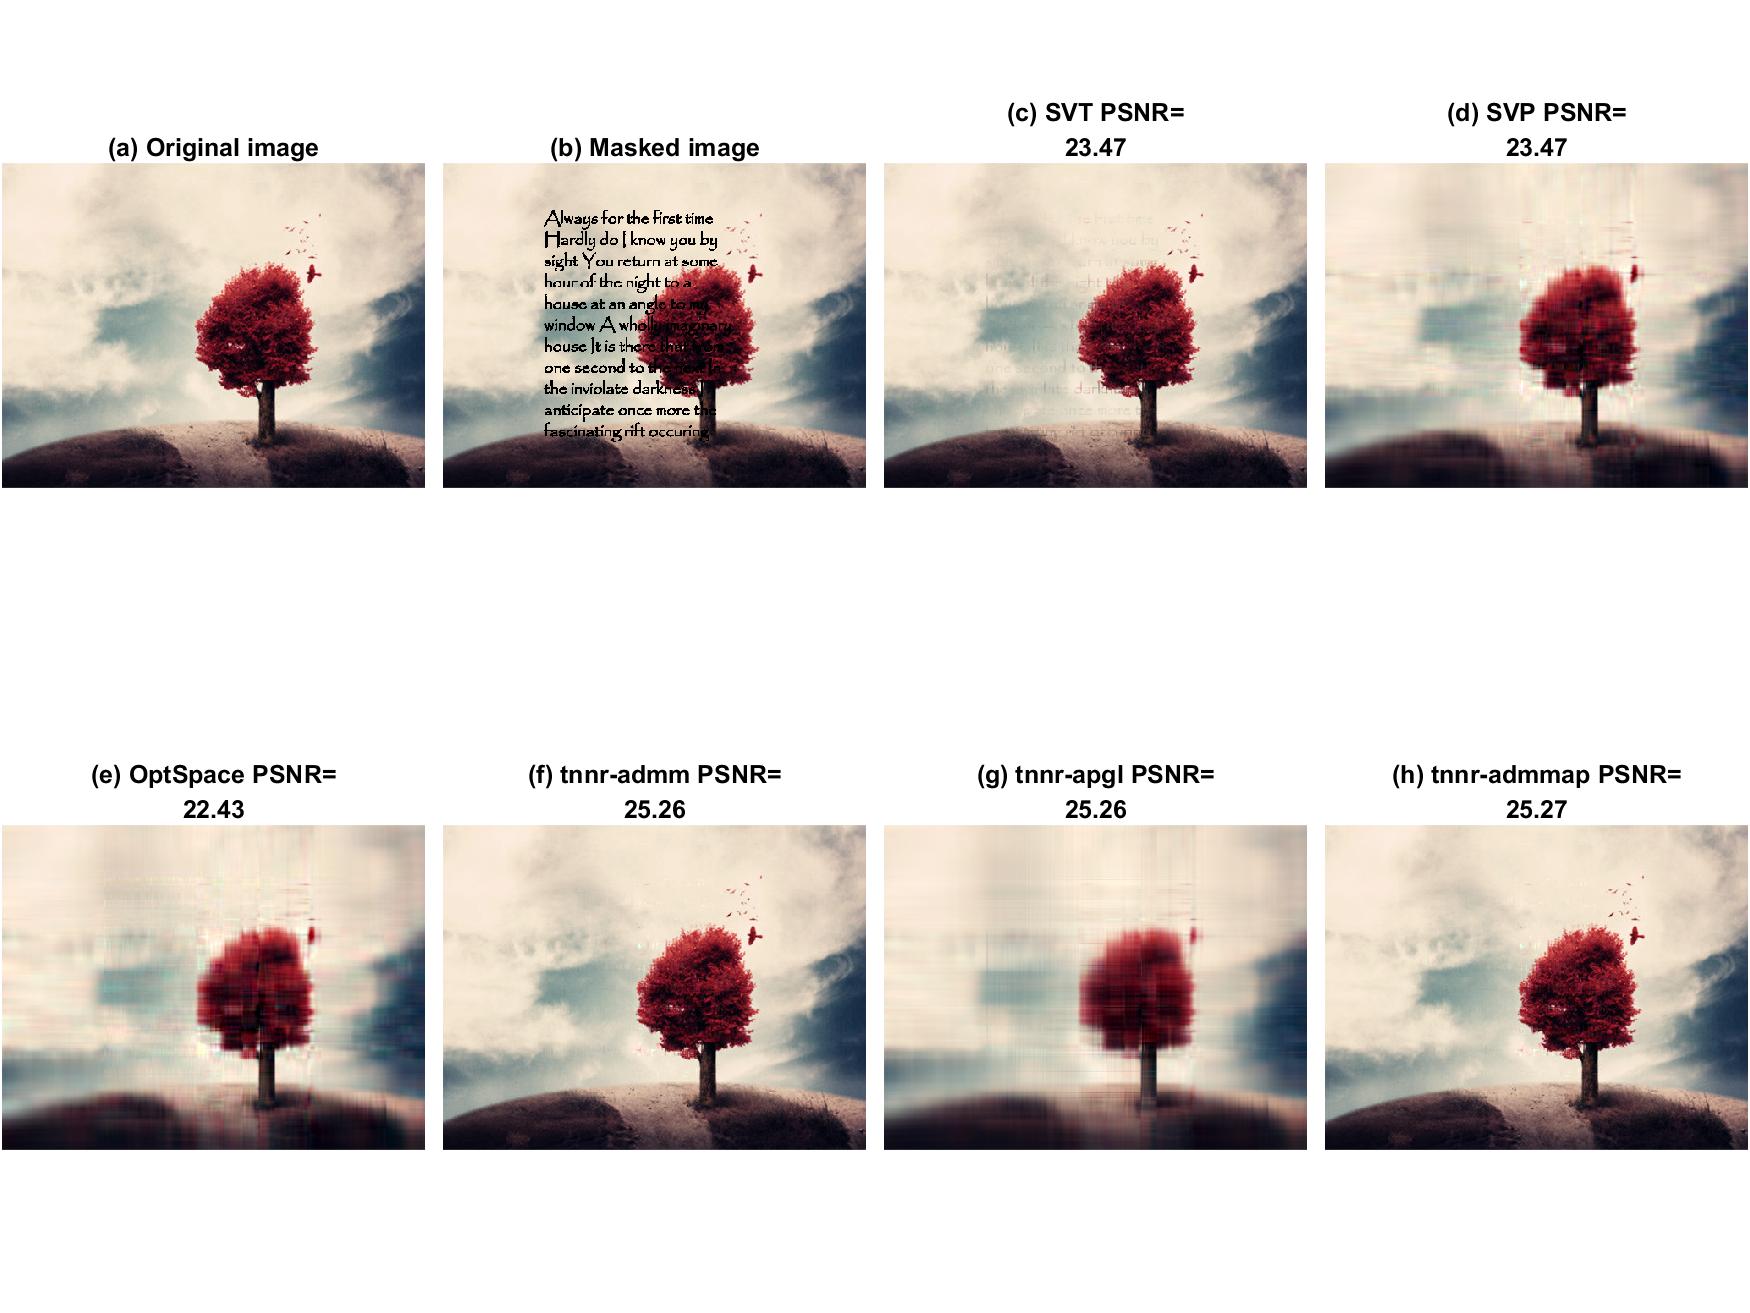 (a) Original image
(b) Masked image
(c) SVT PSNR=
23.47
(d) SVP PSNR=
23.47
Always for the first time
Hardly do I know you by
sight You return at some
hour of the night to a
house at an angle to my
window A wholly imaginary
house It is there that from
one second to the next In
the inviolate darkness I
anticipate once more the
fascinating rift occuring
(e) OptSpace PSNR=
22.43
(f) tnnr-admm PSNR=
25.26
(g) tnnr-apgl PSNR=
25.26
(h) tnnr-admmap PSNR=
25.27